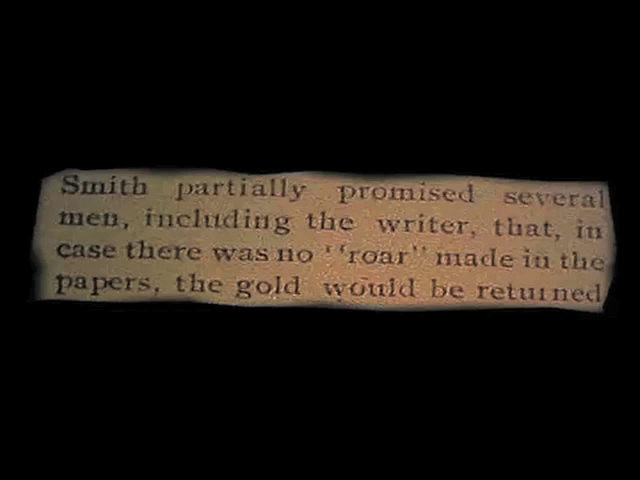 Smith partially promised several
men, including the writer, that, in
case there was no "roar" made in the
papers, the gold would be returned